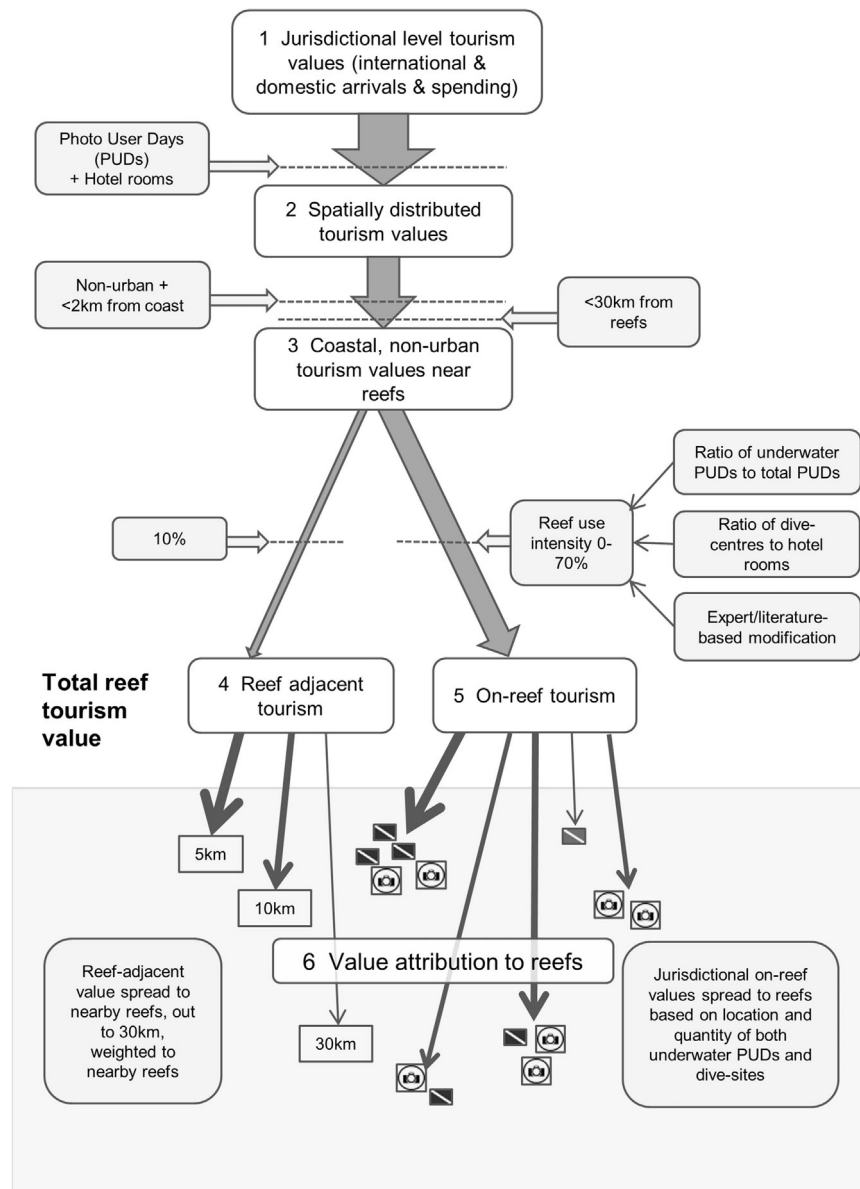 1 Jurisdictional level tourism
values (international &
domestic arrivals & spending)
Photo User Days
(PUDs)
+ Hotel rooms
2 Spatially distributed
tourism values
Non-urban +
<2km from coast
<30km from
reefs
3 Coastal, non-urban
tourism values near
reefs
Ratio of underwater
PUDs to total PUDs
10%
Reef use
intensity 0-
70%
Ratio of dive-
centres to hotel
rooms
Expert/literature-
based modification
Total reef
tourism
value
4 Reef adjacent
tourism
5 On-reef tourism
5km
10km
6 Value attribution to reefs
Reef-adjacent
value spread to
nearby reefs, out
to 30km,
weighted to
nearby reefs
30km
Jurisdictional on-reef
values spread to reefs
based on location and
quantity of both
underwater PUDs and
dive-sites